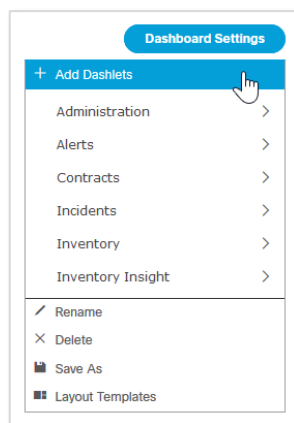 Dashboard Settings
+ Add Dashlets
Administration
Alerts
Contracts
Incidents
Inventory
Inventory Insight
Rename
Delete
Save As
Layout Templates